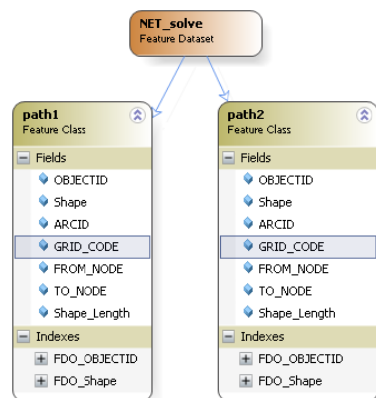 NET_solve
Feature Dataset
path1
Feature Class
Fields
OBJECTID
Shape
ARCID
GRID_CODE
FROM_NODE
TO_NODE
Shape_Length
Indexes
FDO_OBJECTID
FDO_Shape
path2
Feature Class
Fields
OBJECTID
Shape
ARCID
GRID_CODE
FROM_NODE
TO_NODE
Shape_Length
Indexes
FDO_OBJECTID
FDO_Shape